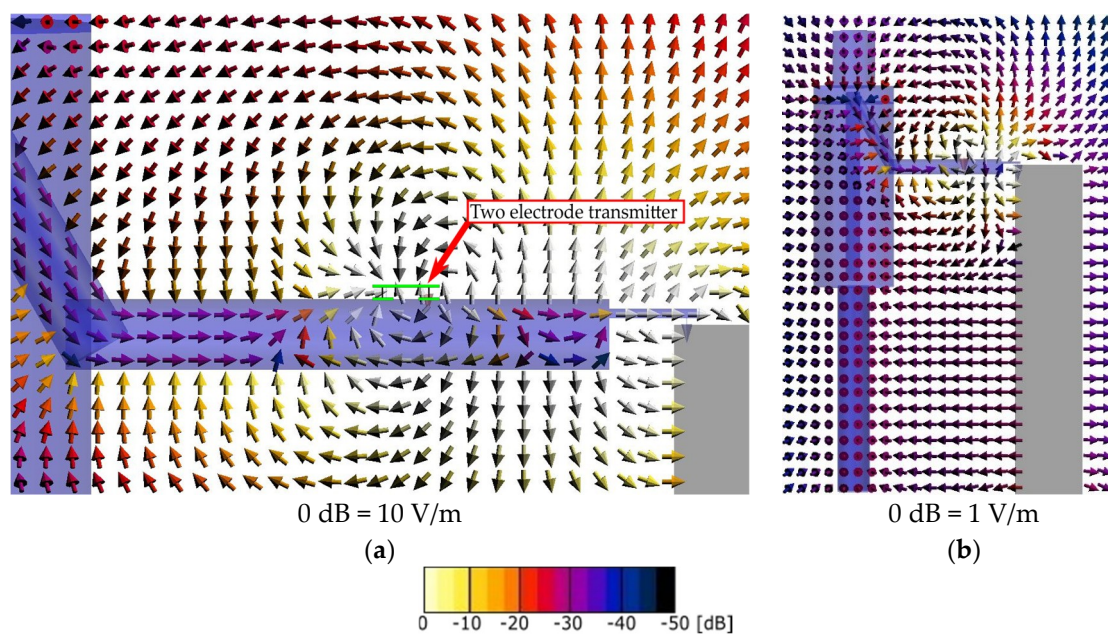 Two electrode transmitter
0 dB = 10 V/m
0 dB = 1 V/m
(a)
(b)
0 -10 -20 -30 -40 -50 [dB]